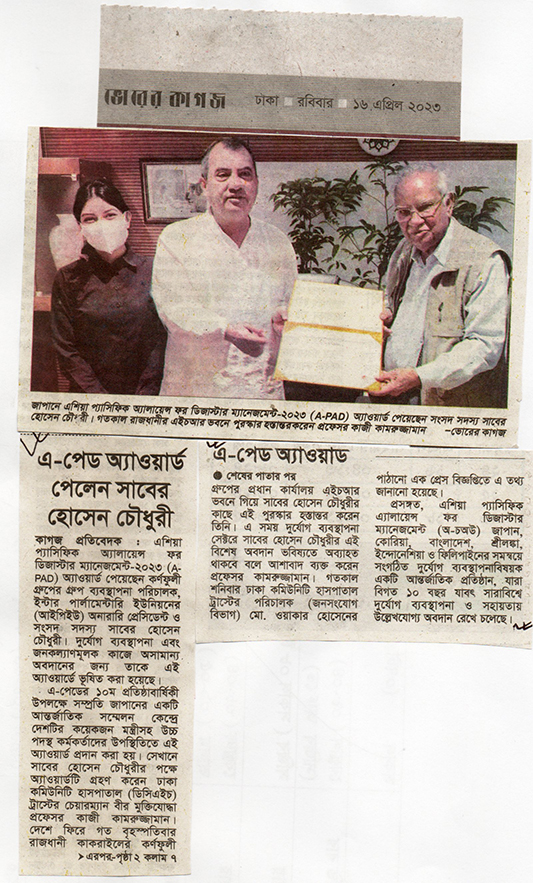 ভোরের কাগজ ঢাকা রবিবার ১৬ এপ্রিল ২০২৩
জাপানে এশিয়া প্যাসিফিক অ্যালায়েন্স ফর ডিজাস্টার ম্যানেজমেন্ট-২০২৩ (A-PAD) অ্যাওয়ার্ড পেয়েছেন সংসদ সদস্য সাবের
হোসেন চৌধুরী। গতকাল রাজধানীর এইচআর ভবনে পুরস্কার হস্তান্তর করেন প্রফেসর কাজী কামরুজ্জামান –ভোরের কাগজ
এ-পেড অ্যাওয়ার্ড
পেলেন সাবের
হোসেন চৌধুরী
কাগজ প্রতিবেদক : এশিয়া
প্যাসিফিক অ্যালায়েন্স ফর
ডিজাস্টার ম্যানেজমেন্ট-২০২৩ (A-
PAD) অ্যাওয়ার্ড পেয়েছেন কর্ণফুলী
গ্রুপের গ্রুপ ব্যবস্থাপনা পরিচালক,
ইন্টার পার্লামেন্টারি ইউনিয়নের
(আইপিইউ) অনারারি প্রেসিডেন্ট ও
সংসদ সদস্য সাবের হোসেন
চৌধুরী। দুর্যোগ ব্যবস্থাপনা এবং
জনকল্যাণমূলক কাজে অসামান্য
অবদানের জন্য তাকে এই
অ্যাওয়ার্ডে ভূষিত করা হয়েছে।
এ-পেডের ১০ম প্রতিষ্ঠাবার্ষিকী
উপলক্ষে সম্প্রতি জাপানের একটি
আন্তর্জাতিক সম্মেলন কেন্দ্রে
দেশটির কয়েকজন মন্ত্রীসহ উচ্চ
পদস্থ কর্মকর্তাদের উপস্থিতিতে এই
অ্যাওয়ার্ড প্রদান করা হয়। সেখানে
সাবের হোসেন চৌধুরীর পক্ষে
অ্যাওয়ার্ডটি গ্রহণ করেন ঢাকা
কমিউনিটি হাসপাতাল (ডিসিএইচ)
ট্রাস্টের চেয়ারম্যান বীর মুক্তিযোদ্ধা
প্রফেসর কাজী কামরুজ্জামান।
দেশে ফিরে গত বৃহস্পতিবার
রাজধানী কাকরাইলের কর্ণফুলী
এরপর-পৃষ্ঠা ২ কলাম ৭
এ-পেড অ্যাওয়ার্ড
শেষের পাতার পর
গ্রুপের প্রধান কার্যালয় এইচআর
ভবনে গিয়ে সাবের হোসেন চৌধুরীর
কাছে এই পুরস্কার হস্তান্তর করেন
তিনি। এ সময় দুর্যোগ ব্যবস্থাপনা
সেক্টরে সাবের হোসেন চৌধুরীর এই
বিশেষ অবদান ভবিষ্যতে অব্যাহত
থাকবে বলে আশাবাদ ব্যক্ত করেন
প্রফেসর কামরুজ্জামান। গতকাল
শনিবার ঢাকা কমিউনিটি হাসপাতাল
ট্রাস্টের পরিচালক (জনসংযোগ
বিভাগ) মো. ওয়াকার হোসেনের
পাঠানো এক প্রেস বিজ্ঞপ্তিতে এ তথ্য
জানানো হয়েছে।
প্রসঙ্গত, এশিয়া প্যাসিফিক
এ্যালায়েন্স ফর ডিজাস্টার
ম্যানেজমেন্ট (অ-চঅউ) জাপান,
কোরিয়া, বাংলাদেশ, শ্রীলঙ্কা,
ইন্দোনেশিয়া ও ফিলিপাইনের সমন্বয়ে
সংগঠিত দুর্যোগ ব্যবস্থাপনাবিষয়ক
একটি আন্তর্জাতিক প্রতিষ্ঠান, যারা
বিগত ১০ বছর যাবৎ সারাবিশ্বে
দুর্যোগ ব্যবস্থাপনা ও সহায়তায়
উল্লেখযোগ্য অবদান রেখে চলেছে।